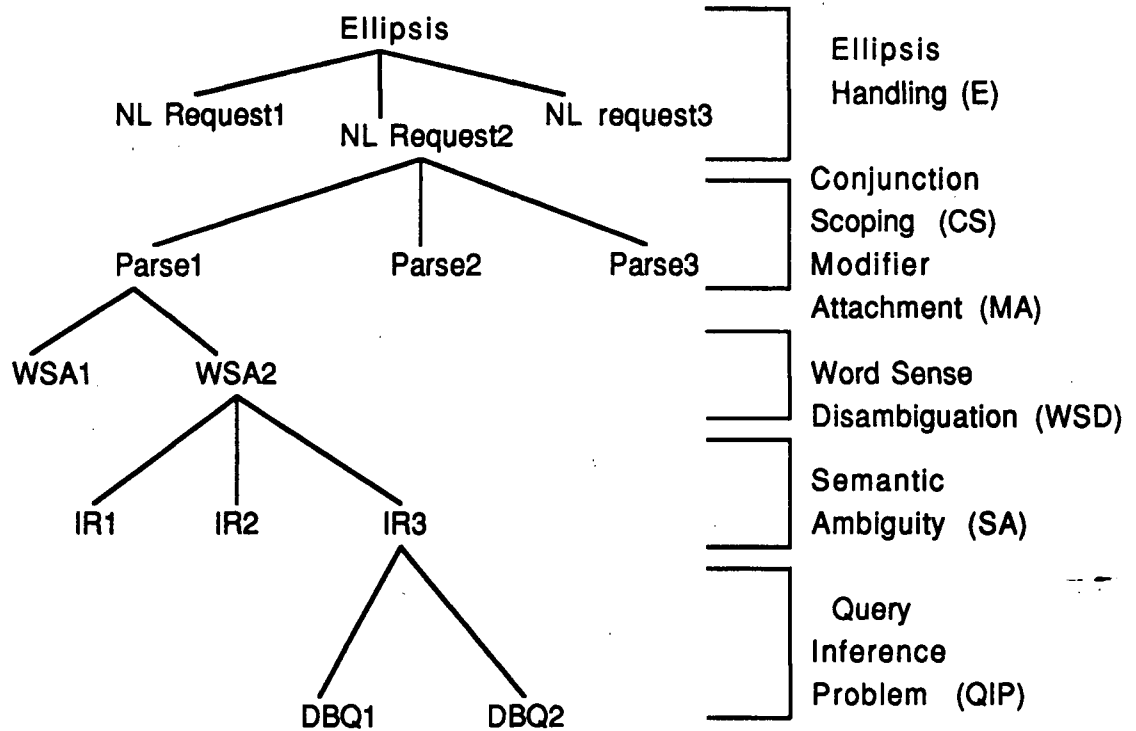 Ellipsis
NL Request1
NL Request2
NL request3
Parse1
Parse2
Parse3
WSA1
WSA2
IR1
IR2
IR3
DBQ1
DBQ2
Ellipsis
Handling (E)
Conjunction
Scoping (CS)
Modifier
Attachment (MA)
Word Sense
Disambiguation (WSD)
Semantic
Ambiguity (SA)
Query
Inference
Problem (QIP)